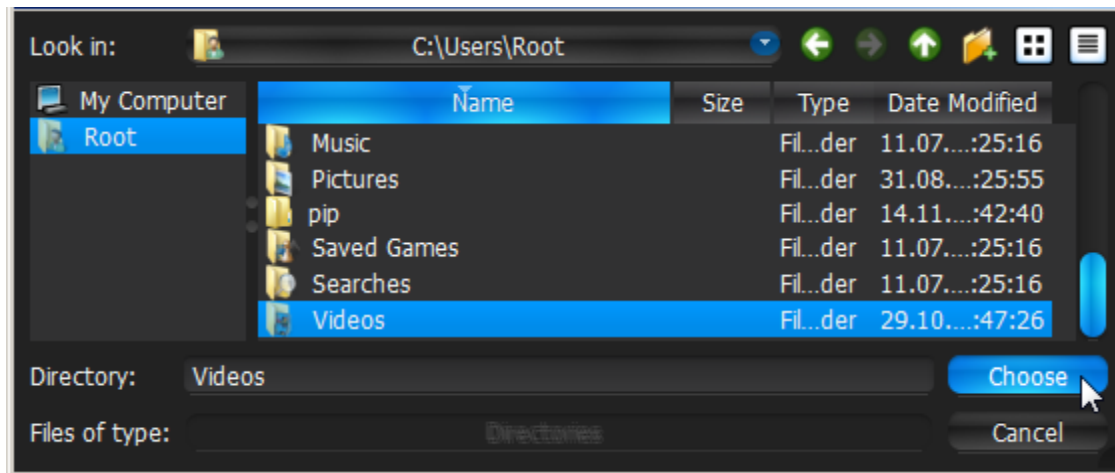 Look in: C:\Users\Root
My Computer
Root
Name Size Type Date Modified
Music Fil...der 11.07....:25:16
Pictures Fil...der 31.08....:25:55
pip Fil...der 14.11....:42:40
Saved Games Fil...der 11.07....:25:16
Searches Fil...der 11.07....:25:16
Videos Fil...der 29.10....:47:26
Directory: Videos Choose
Files of type: Directories Cancel